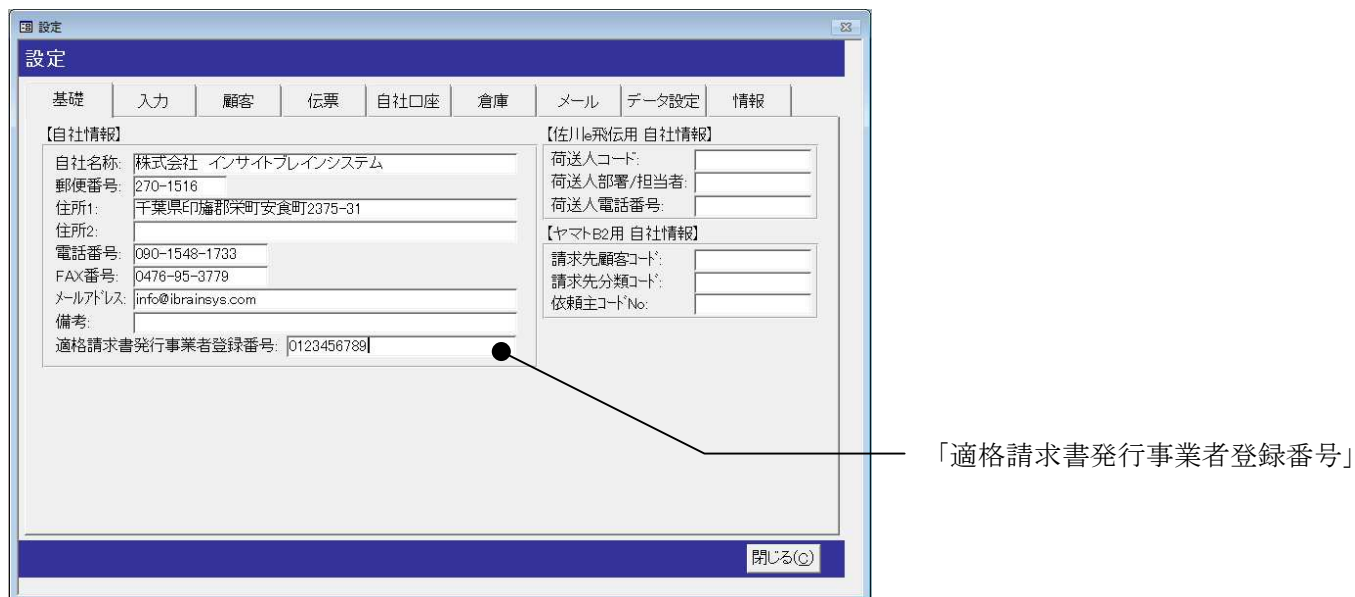 設定
設定
基礎 入力 顧客 伝票 自社口座 倉庫 メール データ設定 情報
【自社情報】
自社名称: 株式会社 インサイトブレインシステム
郵便番号: 270-1516
住所1: 千葉県印旛郡栄町安食町2375-31
住所2:
電話番号: 090-1548-1733
FAX番号: 0476-95-3779
メールアドレス: info@ibrainsys.com
備考:
適格請求書発行事業者登録番号: 0123456789
【佐川e飛伝用 自社情報】
荷送人コード:
荷送人部署/担当者:
荷送人電話番号:
【ヤマトB2用 自社情報】
請求先顧客コード:
請求先分類コード:
依頼主コードNo:
「適格請求書発行事業者登録番号」
閉じる(C)